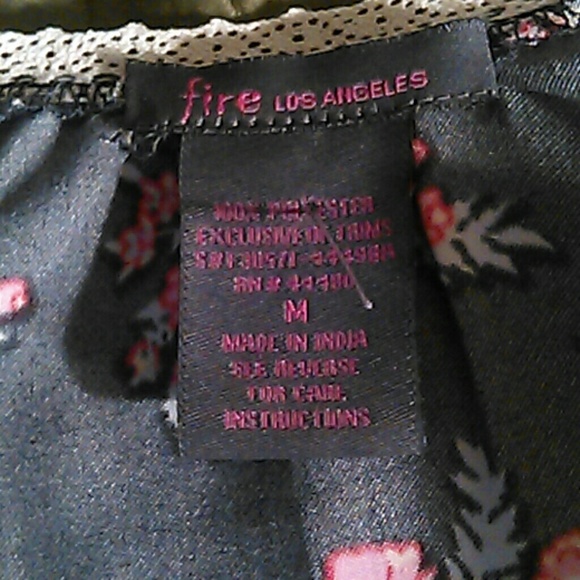 fire LOS ANGELES
100% POLYESTER
EXCLUSIVE OF TRIMS
M
MADE IN INDIA
SEE REVERSE
FOR CARE
INSTRUCTIONS